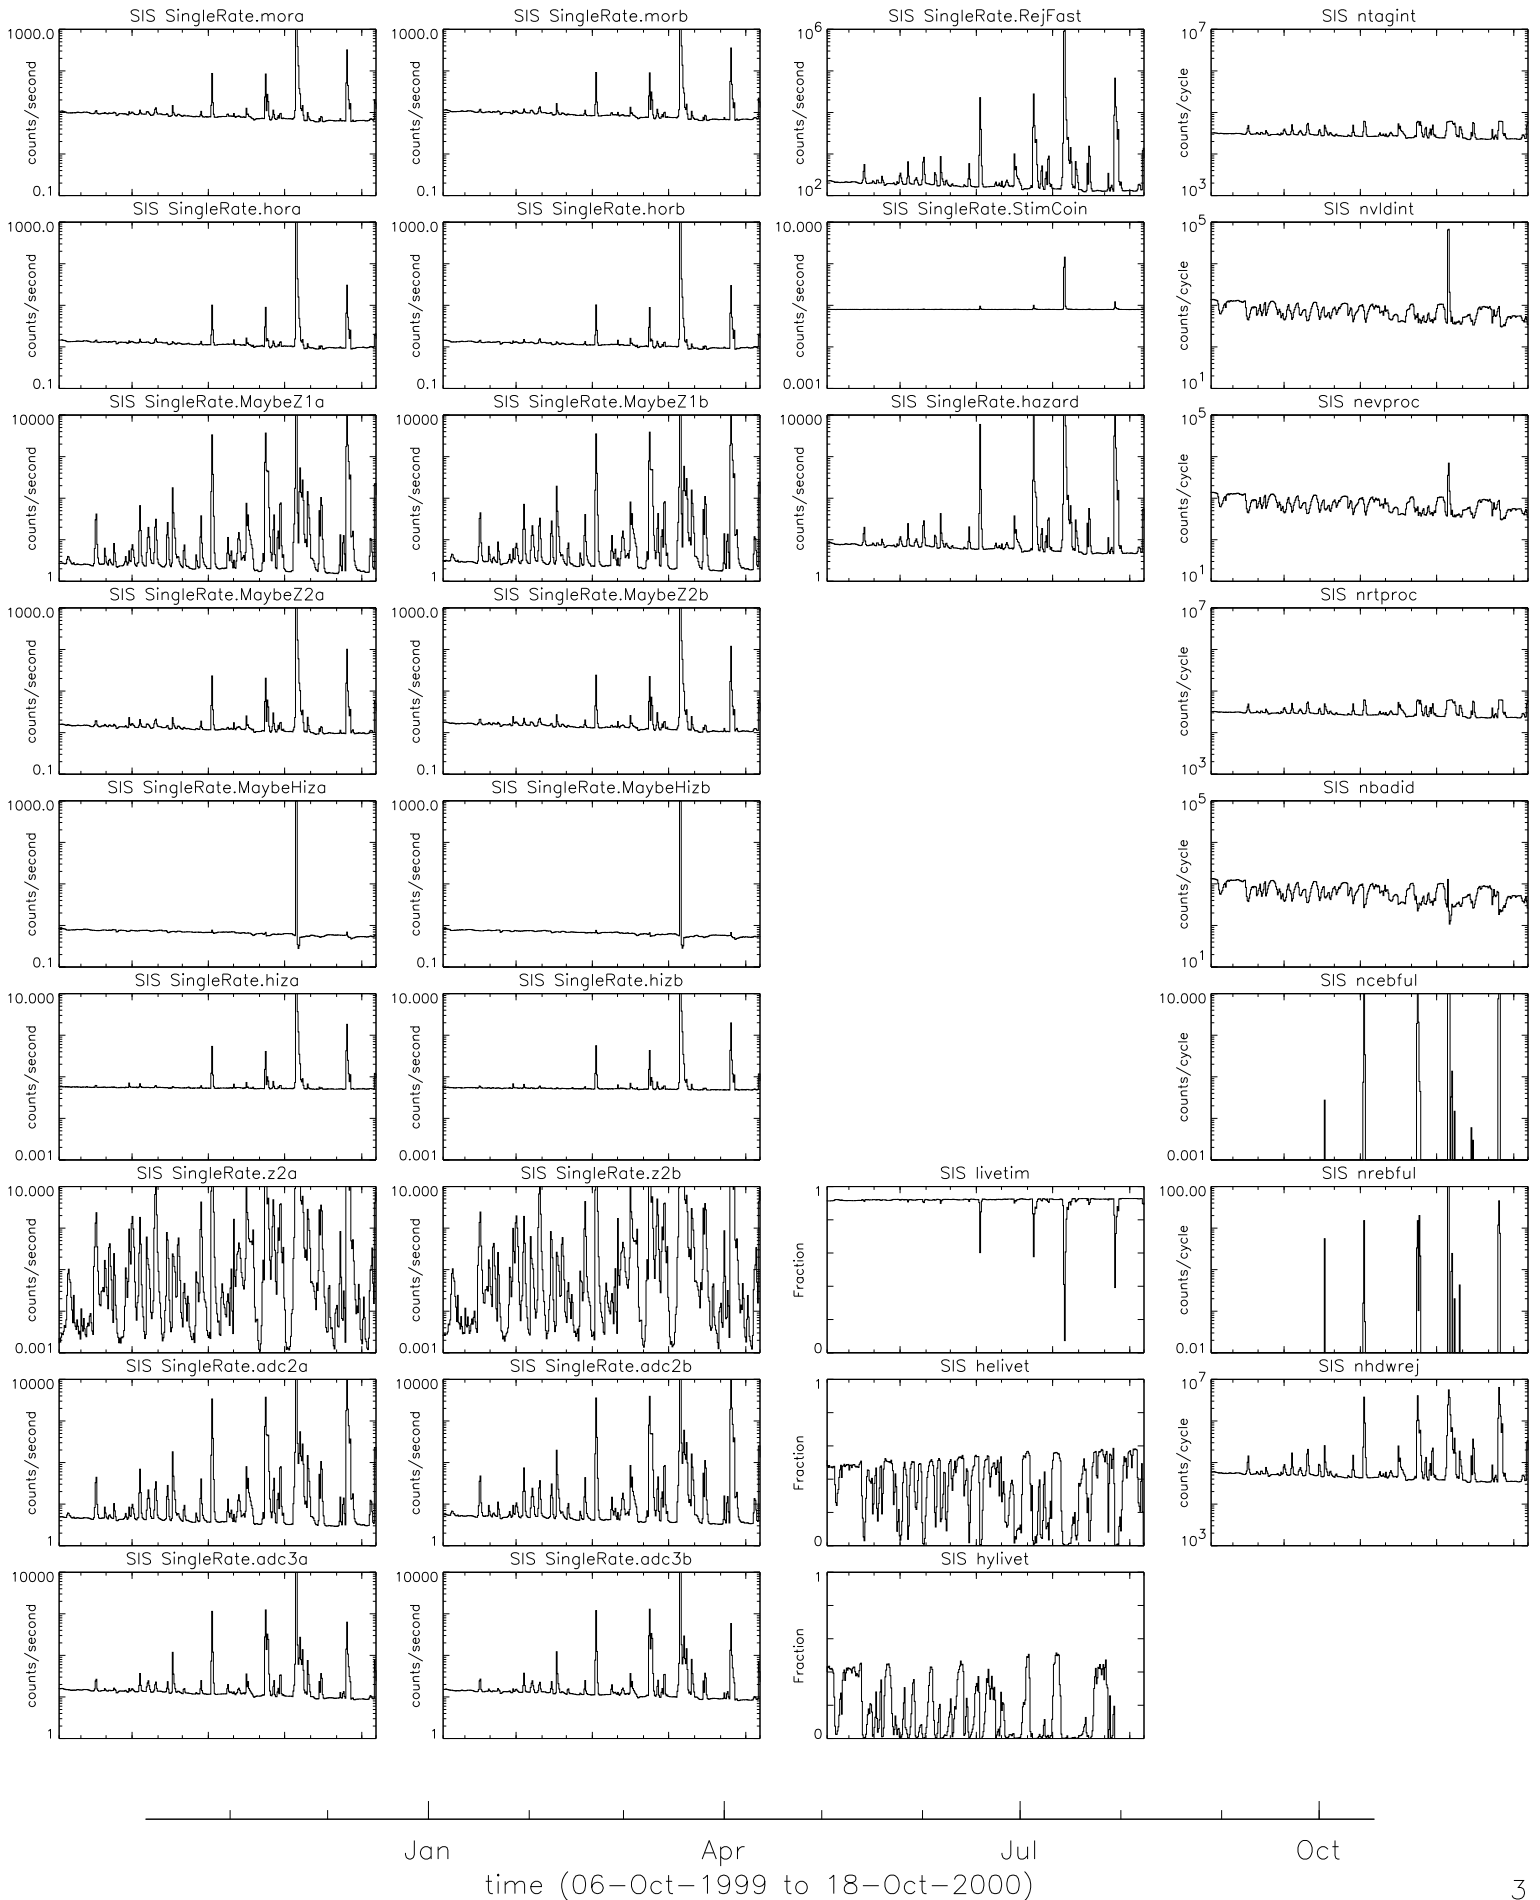 SIS SingleRate.mora
SIS SingleRate.morb
SIS SingleRate.RejFast
SIS ntagint
1000.0
0.1
counts/second
1000.0
0.1
counts/second
10^6
10^2
counts/second
10^7
10^3
counts/cycle
SIS SingleRate.hora
SIS SingleRate.horb
SIS SingleRate.StimCoin
SIS nvldint
1000.0
0.1
counts/second
1000.0
0.1
counts/second
10.000
0.001
counts/second
10^5
10^1
counts/cycle
SIS SingleRate.MaybeZ1a
SIS SingleRate.MaybeZ1b
SIS SingleRate.hazard
SIS nevproc
10000
1
counts/second
10000
1
counts/second
10000
1
counts/second
10^5
10^1
counts/cycle
SIS SingleRate.MaybeZ2a
SIS SingleRate.MaybeZ2b
SIS nrtproc
1000.0
0.1
counts/second
1000.0
0.1
counts/second
10^7
10^3
counts/cycle
SIS SingleRate.MaybeHiza
SIS SingleRate.MaybeHizb
SIS nbadid
1000.0
0.1
counts/second
1000.0
0.1
counts/second
10^5
10^1
counts/cycle
SIS SingleRate.hiza
SIS SingleRate.hizb
SIS ncebful
10.000
0.001
counts/second
10.000
0.001
counts/second
10.000
0.001
counts/cycle
SIS SingleRate.z2a
SIS SingleRate.z2b
SIS livetim
SIS nrebful
10.000
0.001
counts/second
10.000
0.001
counts/second
1
0
Fraction
100.00
0.01
counts/cycle
SIS SingleRate.adc2a
SIS SingleRate.adc2b
SIS helivet
SIS nhdwrej
10000
1
counts/second
10000
1
counts/second
1
0
Fraction
10^7
10^3
counts/cycle
SIS SingleRate.adc3a
SIS SingleRate.adc3b
SIS hylivet
10000
1
counts/second
10000
1
counts/second
1
0
Fraction
Jan
Apr
Jul
Oct
time (06-Oct-1999 to 18-Oct-2000)
3